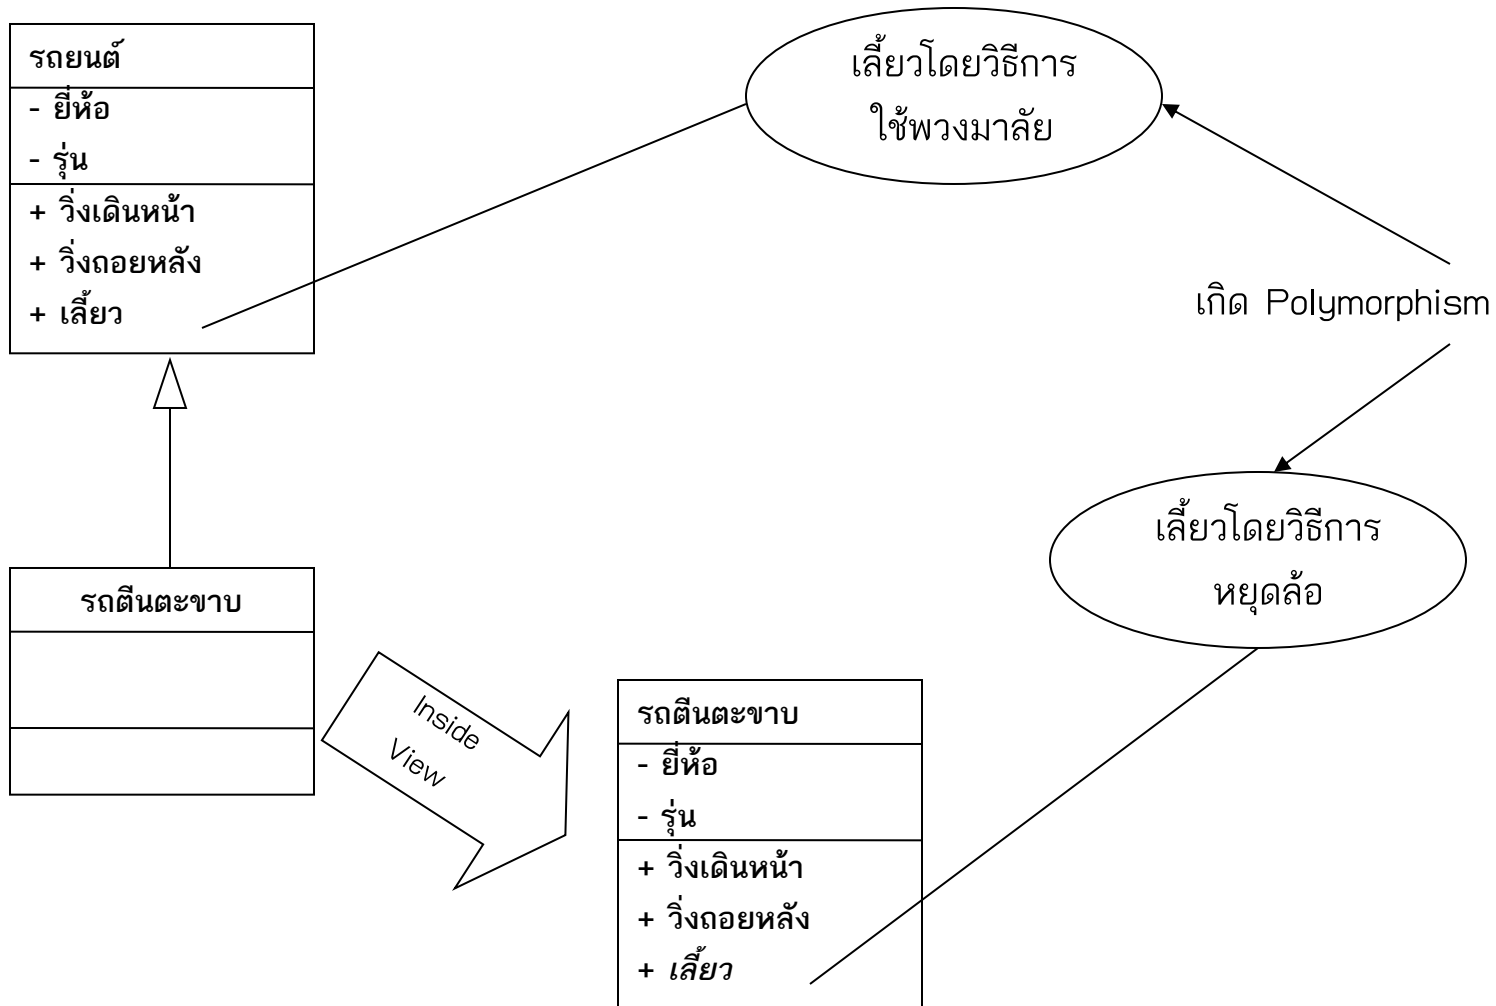 รถยนต์
- ยี่ห้อ
- รุ่น
+ วิ่งเดินหน้า
+ วิ่งถอยหลัง
+ เลี้ยว
เลี้ยวโดยวิธีการ
ใช้พวงมาลัย
เกิด Polymorphism
เลี้ยวโดยวิธีการ
หยุดล้อ
รถตีนตะขาบ
Inside
View
รถตีนตะขาบ
- ยี่ห้อ
- รุ่น
+ วิ่งเดินหน้า
+ วิ่งถอยหลัง
+ เลี้ยว